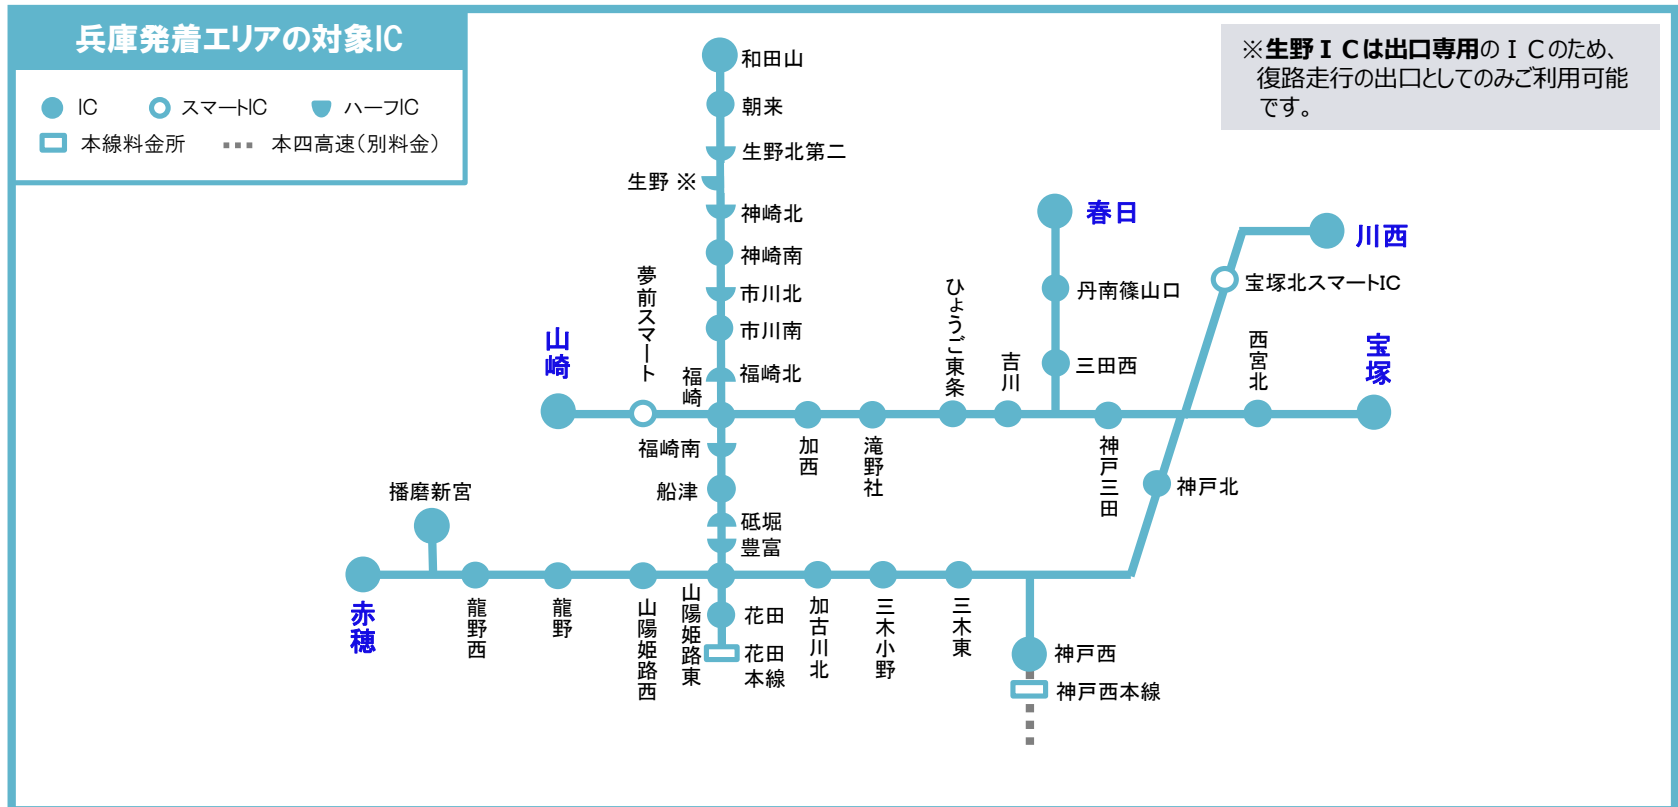 兵庫発着エリアの対象IC
IC
スマートIC
ハーフIC
本線料金所
本四高速(別料金)
※生野ICは出口専用のICのため、
復路走行の出口としてのみご利用可能
です。
和田山
朝来
生野北第二
生野 ※
神崎北
神崎南
市川北
市川南
福崎北
春日
丹南篠山口
三田西
川西
宝塚北スマートIC
山崎
夢前スマート
福崎
加西
滝野社
ひょうご東条
吉川
神戸三田
西宮北
宝塚
福崎南
船津
砥堀
豊富
神戸北
播磨新宮
赤穂
龍野西
龍野
山陽姫路西
山陽姫路東
花田
花田
本線
加古川北
三木小野
三木東
神戸西
神戸西本線